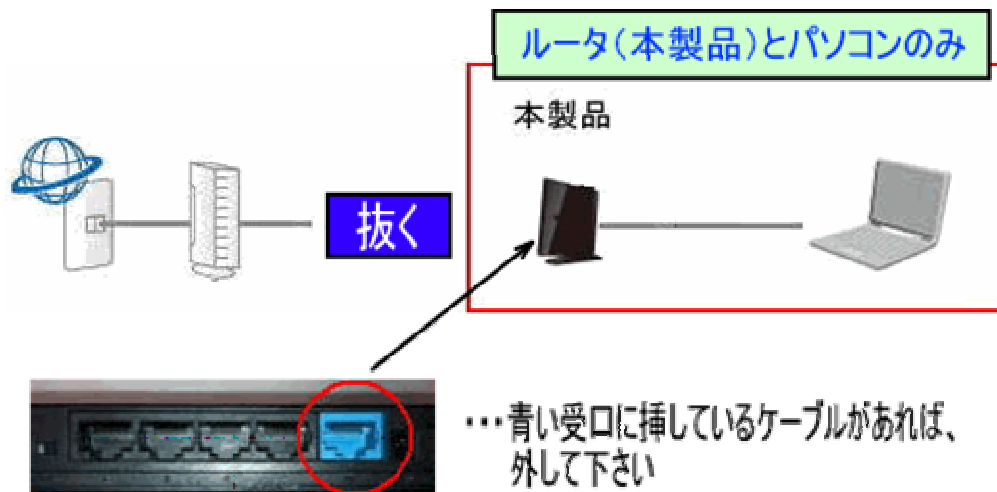 ルータ(本製品)とパソコンのみ
本製品
抜く
･･･青い受口に挿しているケーブルがあれば、
外して下さい